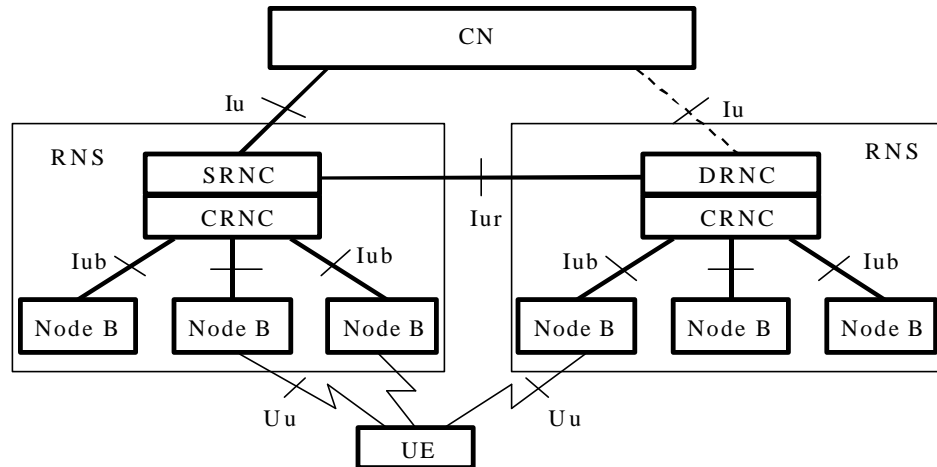 CN
Iu
Iu
RNS
RNS
SRNC
DRNC
CRNC
Iur
CRNC
Iub
Iub
Iub
Iub
Node B
Node B
Node B
Node B
Node B
Node B
Uu
Uu
UE